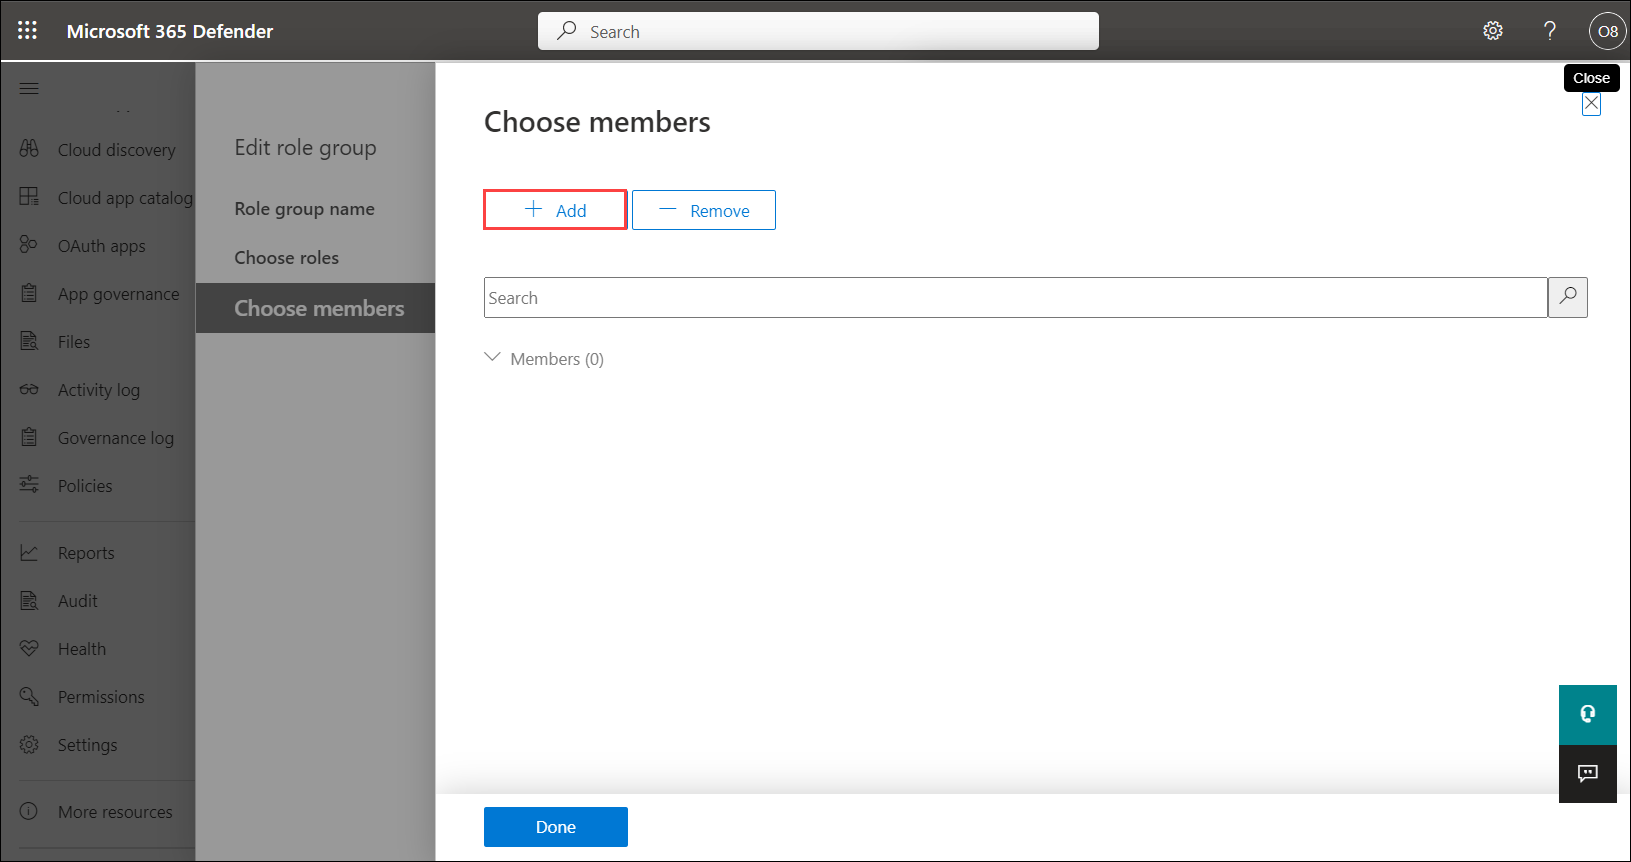 Microsoft 365 Defender
Search
?
O8
Close
Cloud discovery
Cloud app catalog
OAuth apps
App governance
Files
Activity log
Governance log
Policies
Reports
Audit
Health
Permissions
Settings
More resources
Edit role group
Role group name
Choose roles
Choose members
Choose members
Add
Remove
Search
Members (0)
Done